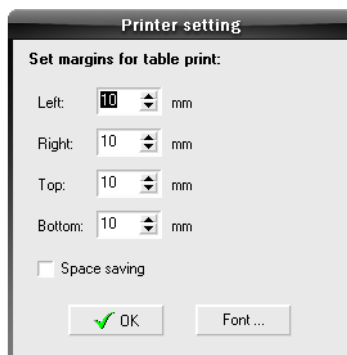 Printer setting
Set margins for table print:
Left: 10 mm
Right: 10 mm
Top: 10 mm
Bottom: 10 mm
Space saving
OK Font ...